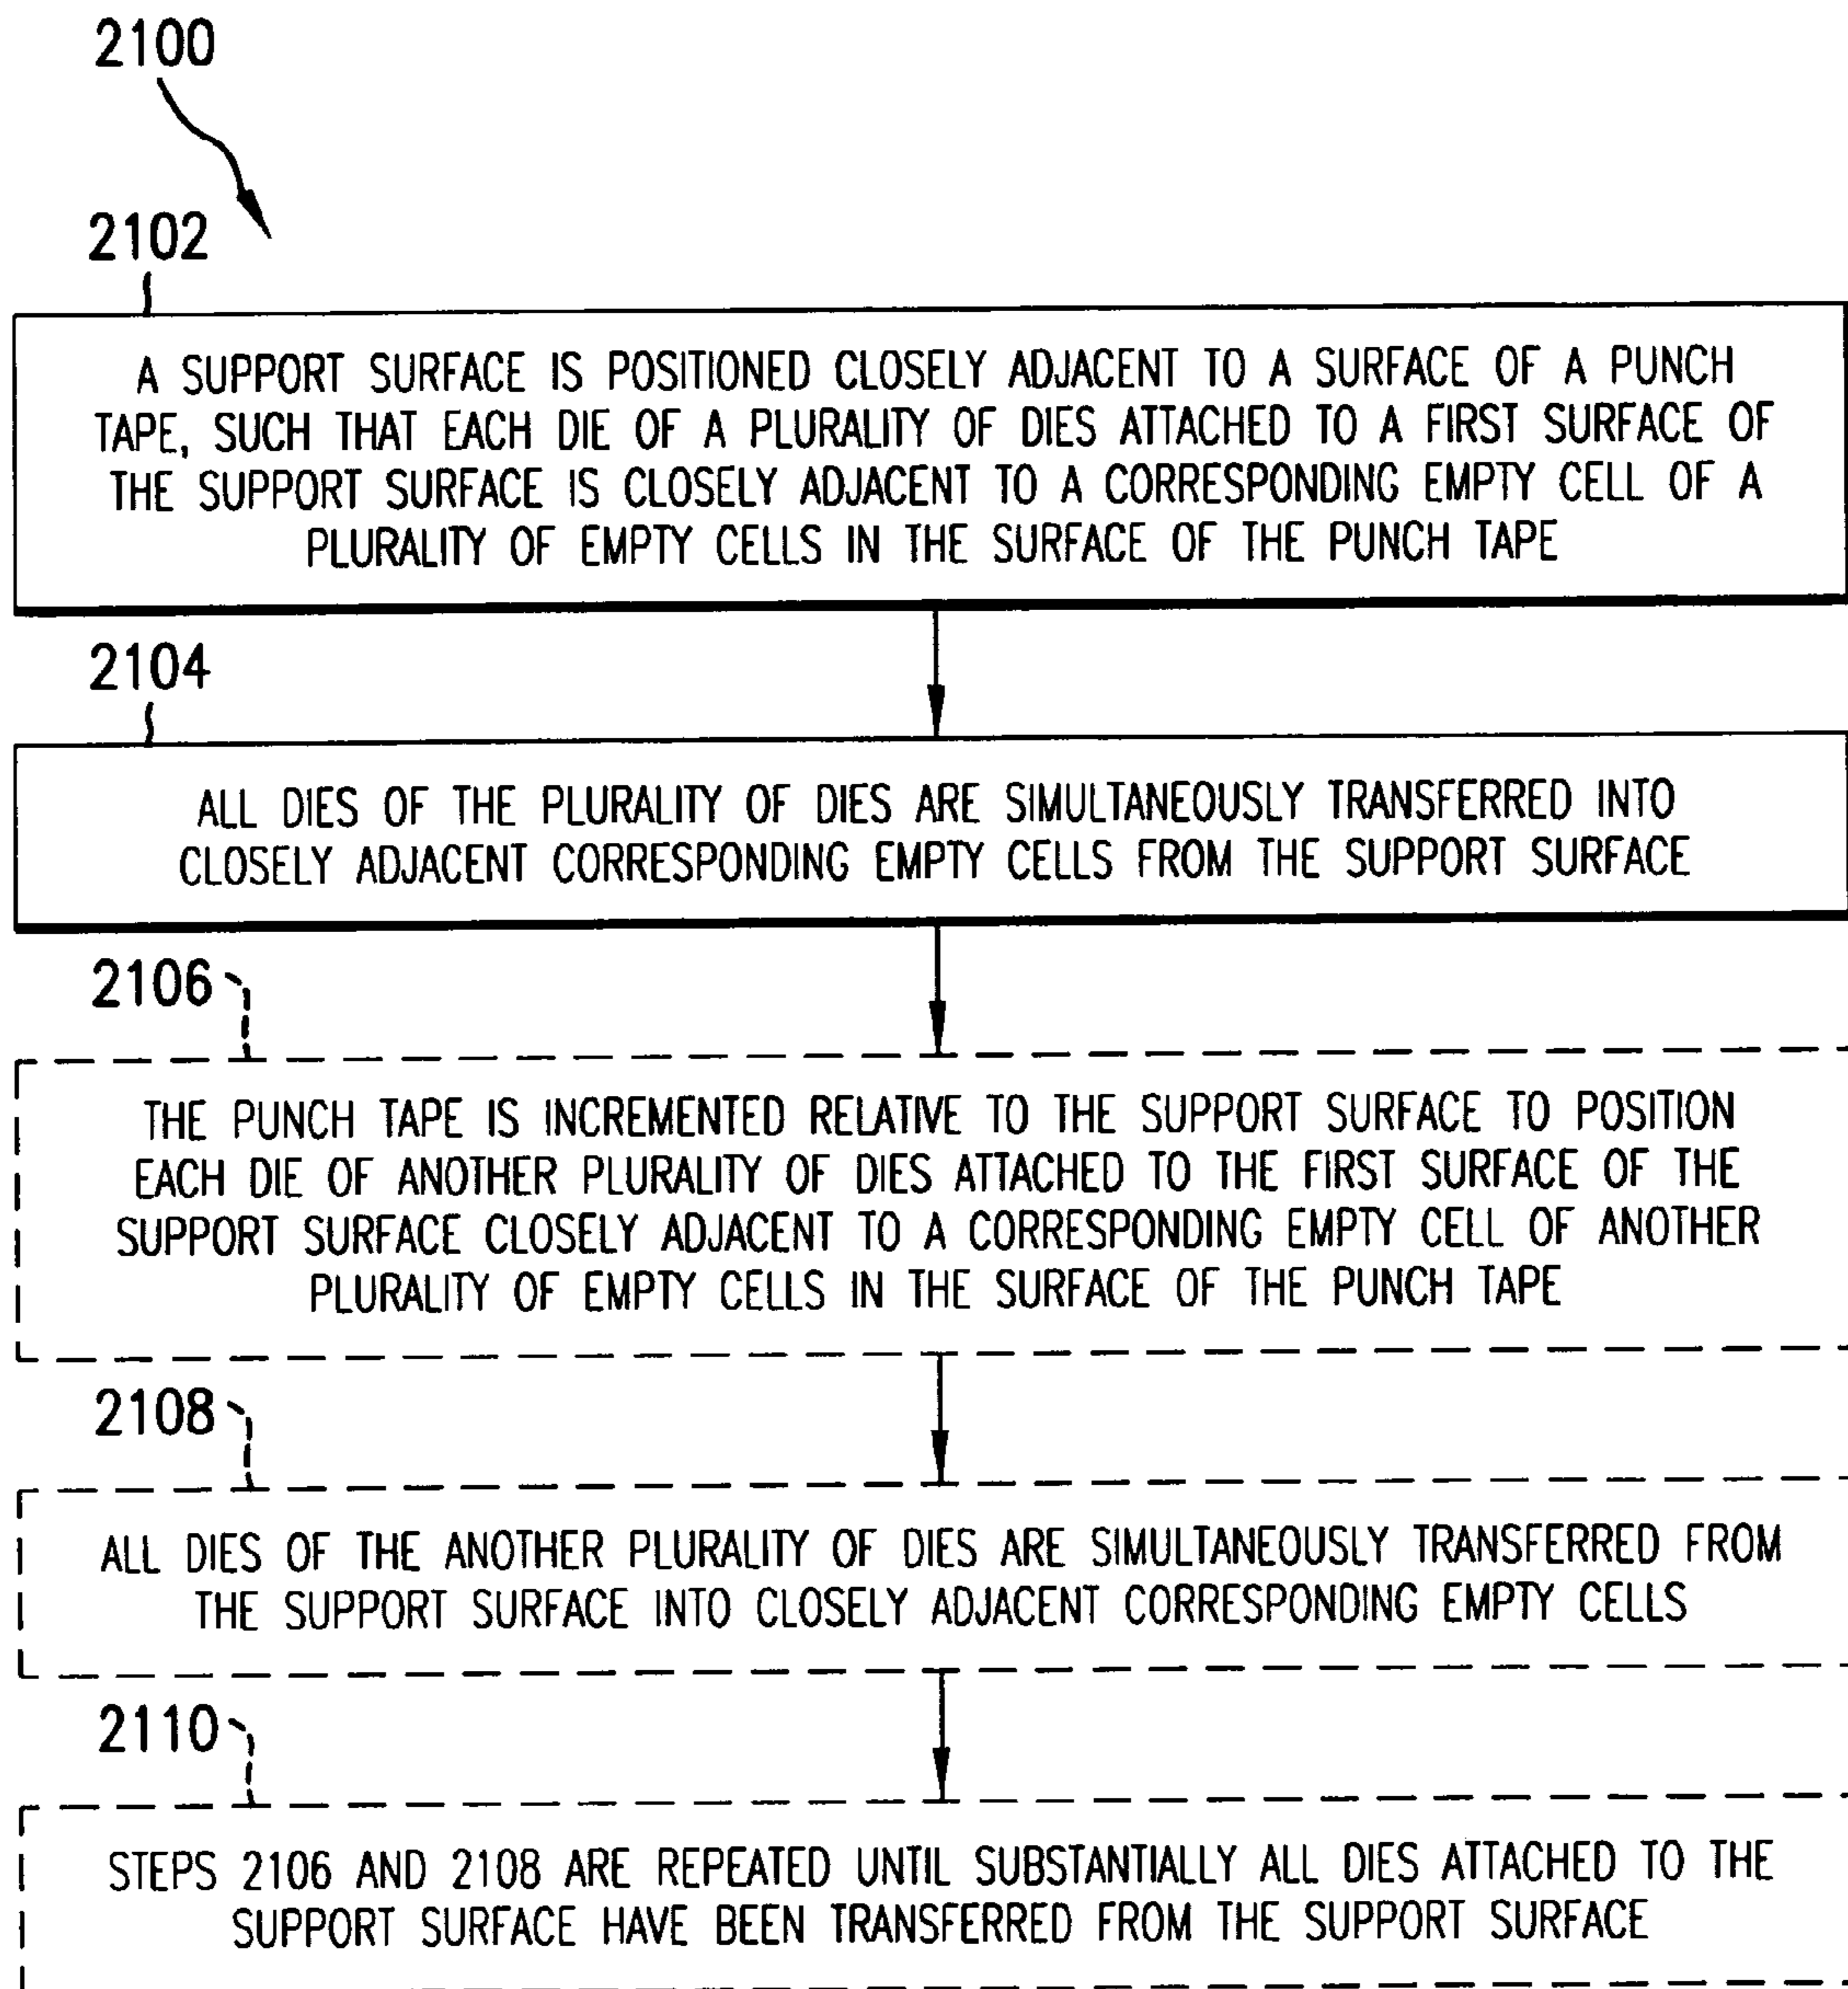 2100
2102
A SUPPORT SURFACE IS POSITIONED CLOSELY ADJACENT TO A SURFACE OF A PUNCH
TAPE, SUCH THAT EACH DIE OF A PLURALITY OF DIES ATTACHED TO A FIRST SURFACE OF
THE SUPPORT SURFACE IS CLOSELY ADJACENT TO A CORRESPONDING EMPTY CELL OF A
PLURALITY OF EMPTY CELLS IN THE SURFACE OF THE PUNCH TAPE
2104
ALL DIES OF THE PLURALITY OF DIES ARE SIMULTANEOUSLY TRANSFERRED INTO
CLOSELY ADJACENT CORRESPONDING EMPTY CELLS FROM THE SUPPORT SURFACE
2106
THE PUNCH TAPE IS INCREMENTED RELATIVE TO THE SUPPORT SURFACE TO POSITION
EACH DIE OF ANOTHER PLURALITY OF DIES ATTACHED TO THE FIRST SURFACE OF THE
SUPPORT SURFACE CLOSELY ADJACENT TO A CORRESPONDING EMPTY CELL OF ANOTHER
PLURALITY OF EMPTY CELLS IN THE SURFACE OF THE PUNCH TAPE
2108
ALL DIES OF THE ANOTHER PLURALITY OF DIES ARE SIMULTANEOUSLY TRANSFERRED FROM
THE SUPPORT SURFACE INTO CLOSELY ADJACENT CORRESPONDING EMPTY CELLS
2110
STEPS 2106 AND 2108 ARE REPEATED UNTIL SUBSTANTIALLY ALL DIES ATTACHED TO THE
SUPPORT SURFACE HAVE BEEN TRANSFERRED FROM THE SUPPORT SURFACE